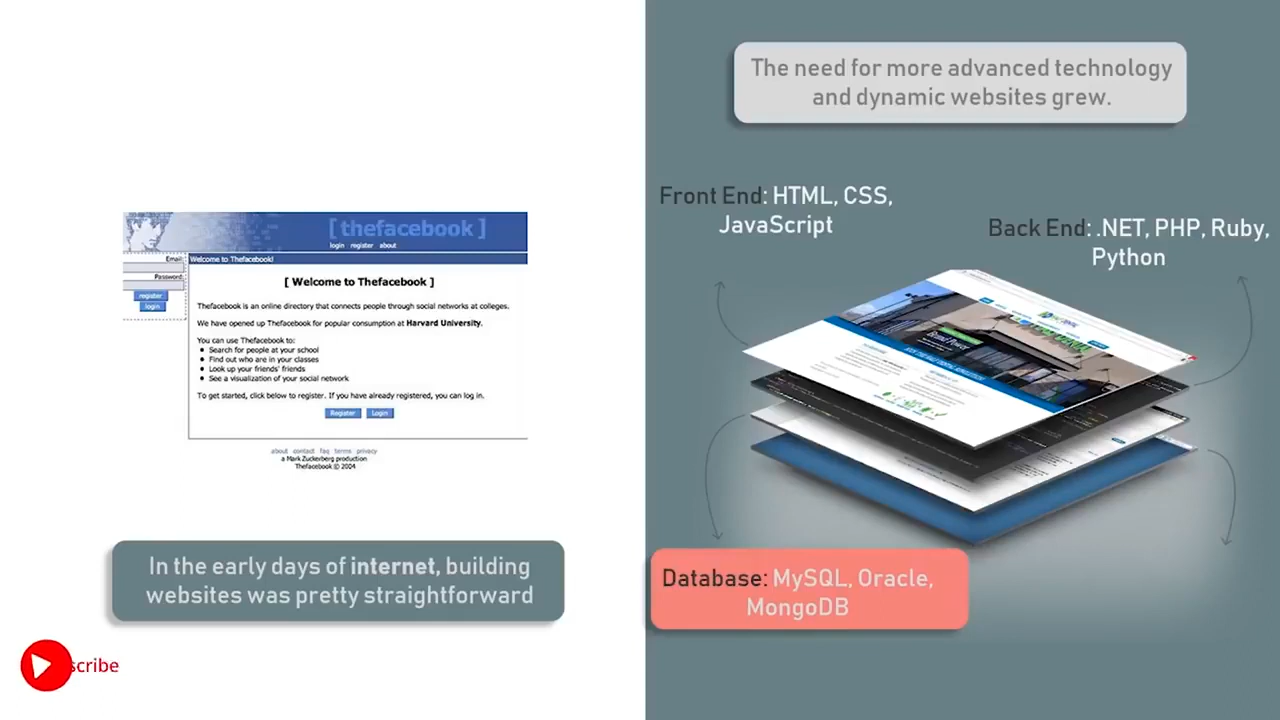 [ thefacebook ]
login register about
Email:
Password:
register
login
Welcome to Thefacebook!
[ Welcome to Thefacebook ]
Thefacebook is an online directory that connects people through social networks at colleges.
We have opened up Thefacebook for popular consumption at Harvard University.
You can use Thefacebook to:
• Search for people at your school
• Find out who are in your classes
• Look up your friends' friends
• See a visualization of your social network
To get started, click below to register. If you have already registered, you can log in.
Register Login
about contact faq terms privacy
a Mark Zuckerberg production
Thefacebook © 2004
In the early days of internet, building
websites was pretty straightforward
scribe
The need for more advanced technology
and dynamic websites grew.
Front End: HTML, CSS,
JavaScript
Back End: .NET, PHP, Ruby,
Python
Database: MySQL, Oracle,
MongoDB